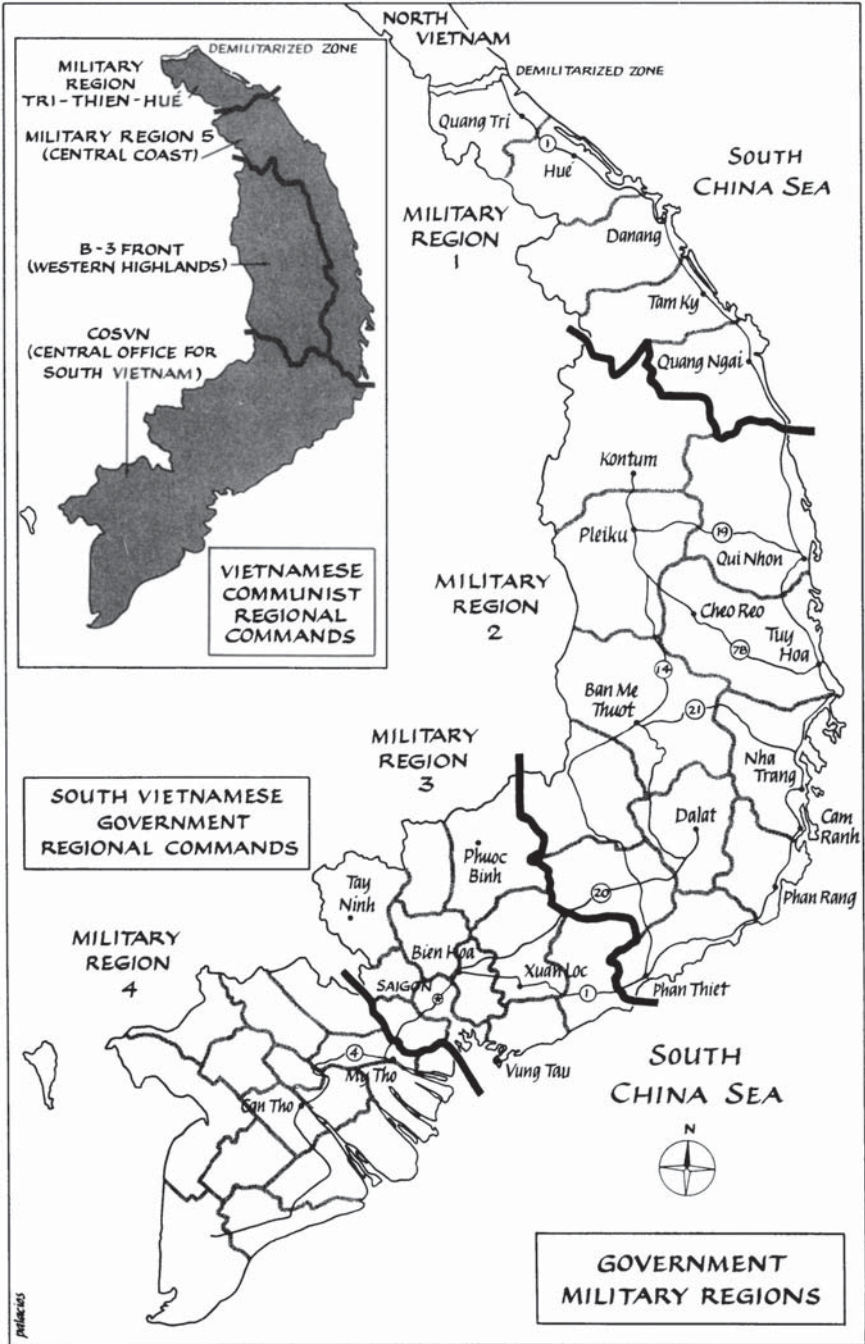 DEMILITARIZED ZONE
MILITARY
REGION
TRI-THIEN-HUÉ
MILITARY REGION 5
(CENTRAL COAST)
B-3 FRONT
(WESTERN HIGHLANDS)
COSVN
(CENTRAL OFFICE FOR
SOUTH VIETNAM)
VIETNAMESE
COMMUNIST
REGIONAL
COMMANDS
NORTH
VIETNAM
DEMILITARIZED ZONE
Quang Tri
1
Hué
SOUTH
CHINA SEA
MILITARY
REGION
1
Danang
Tam Ky
Quang Ngai
Kontum
Pleiku
19
Qui Nhon
MILITARY
REGION
2
Cheo Reo
7B
Tuy
Hoa
14
Ban Me
Thuot
21
Nha
Trang
MILITARY
REGION
3
Cam
Ranh
Dalat
SOUTH VIETNAMESE
GOVERNMENT
REGIONAL COMMANDS
Phuoc
Binh
Tay
Ninh
20
Phan Rang
MILITARY
REGION
4
Bien Hoa
Xuan Loc
SAIGON
1
Phan Thiet
4
My Tho
Vung Tau
Can Tho
SOUTH
CHINA SEA
N
GOVERNMENT
MILITARY REGIONS
palacios